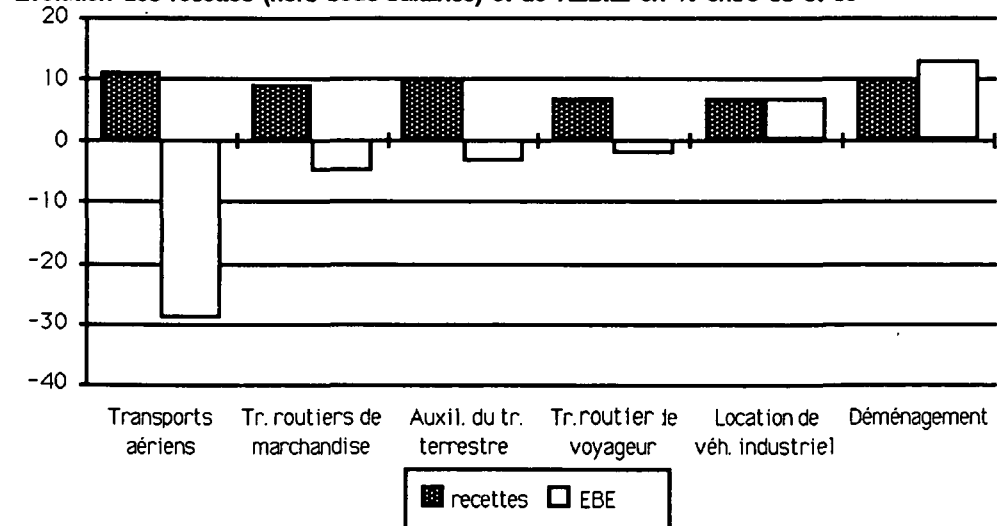 20
10
0
-10
-20
-30
-40
Transports aériens
Tr. routiers de marchandise
Auxil. du tr. terrestre
Tr. routier de voyageur
Location de véh. industriel
Déménagement
recettes EBE